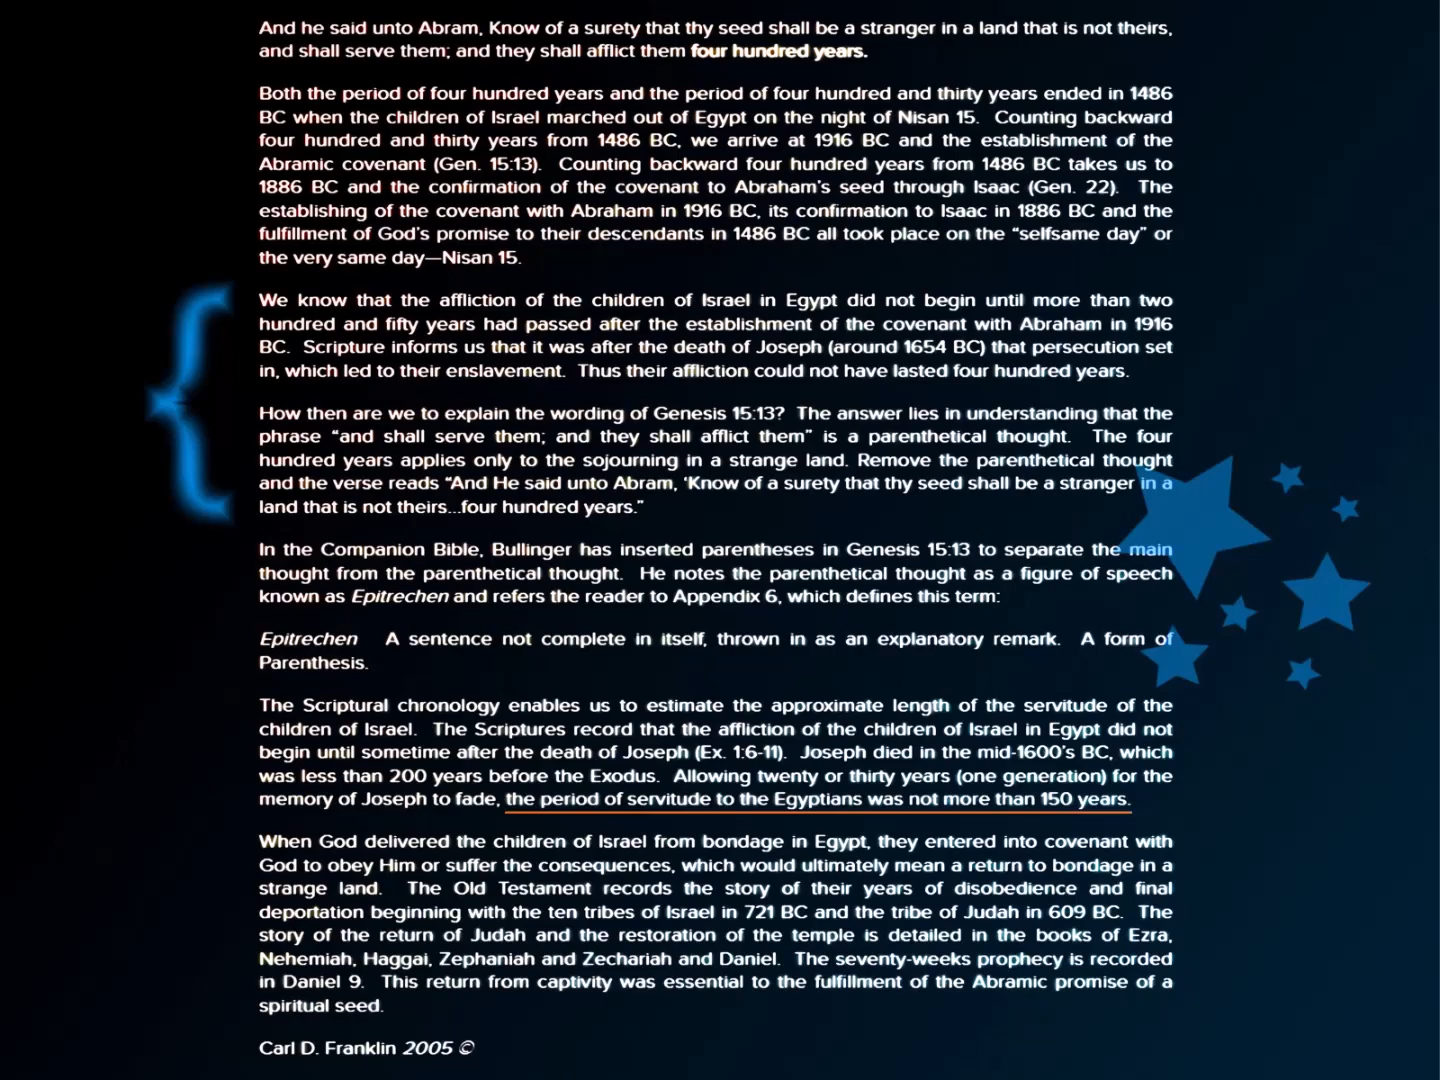 And he said unto Abram, Know of a surety that thy seed shall be a stranger in a land that is not theirs,
and shall serve them; and they shall afflict them four hundred years.
Both the period of four hundred years and the period of four hundred and thirty years ended in 1486
BC when the children of Israel marched out of Egypt on the night of Nisan 15. Counting backward
four hundred and thirty years from 1486 BC, we arrive at 1916 BC and the establishment of the
Abramic covenant (Gen. 15:13). Counting backward four hundred years from 1486 BC takes us to
1886 BC and the confirmation of the covenant to Abraham's seed through Isaac (Gen. 22). The
establishing of the covenant with Abraham in 1916 BC, its confirmation to Isaac in 1886 BC and the
fulfillment of God's promise to their descendants in 1486 BC all took place on the “selfsame day” or
the very same day—Nisan 15.
We know that the affliction of the children of Israel in Egypt did not begin until more than two
hundred and fifty years had passed after the establishment of the covenant with Abraham in 1916
BC. Scripture informs us that it was after the death of Joseph (around 1654 BC) that persecution set
in, which led to their enslavement. Thus their affliction could not have lasted four hundred years.
How then are we to explain the wording of Genesis 15:13? The answer lies in understanding that the
phrase “and shall serve them; and they shall afflict them” is a parenthetical thought. The four
hundred years applies only to the sojourning in a strange land. Remove the parenthetical thought
and the verse reads “And He said unto Abram, ‘Know of a surety that thy seed shall be a stranger in a
land that is not theirs...four hundred years.”
In the Companion Bible, Bullinger has inserted parentheses in Genesis 15:13 to separate the main
thought from the parenthetical thought. He notes the parenthetical thought as a figure of speech
known as Epitrechen and refers the reader to Appendix 6, which defines this term:
Epitrechen A sentence not complete in itself, thrown in as an explanatory remark. A form of
Parenthesis.
The Scriptural chronology enables us to estimate the approximate length of the servitude of the
children of Israel. The Scriptures record that the affliction of the children of Israel in Egypt did not
begin until sometime after the death of Joseph (Ex. 1:6-11). Joseph died in the mid-1600's BC, which
was less than 200 years before the Exodus. Allowing twenty or thirty years (one generation) for the
memory of Joseph to fade, the period of servitude to the Egyptians was not more than 150 years.
When God delivered the children of Israel from bondage in Egypt, they entered into covenant with
God to obey Him or suffer the consequences, which would ultimately mean a return to bondage in a
strange land. The Old Testament records the story of their years of disobedience and final
deportation beginning with the ten tribes of Israel in 721 BC and the tribe of Judah in 609 BC. The
story of the return of Judah and the restoration of the temple is detailed in the books of Ezra,
Nehemiah, Haggai, Zephaniah and Zechariah and Daniel. The seventy-weeks prophecy is recorded
in Daniel 9. This return from captivity was essential to the fulfillment of the Abramic promise of a
spiritual seed.
Carl D. Franklin 2005 ©